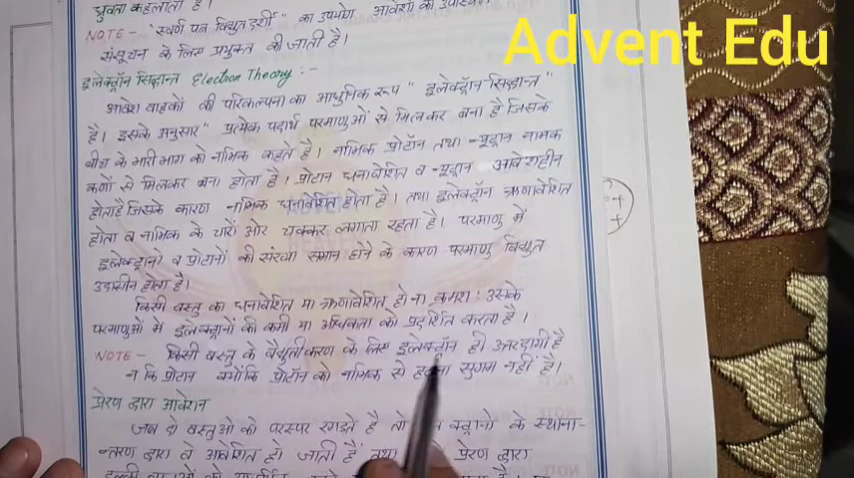 ध्रुवता कहलाता है।
Advent Edu
NOTE - "स्वर्ण पत्र विद्युतदर्शी" का उपयोग आवेशों की
संसूचन के लिए प्रयुक्त की जाती है।
इलेक्ट्रॉन सिद्धान्त Electron Theory :-
आवेश वाहकों की परिकल्पना का आधुनिक रूप "इलेक्ट्रॉन-सिद्धान्त"
है। इसके अनुसार "प्रत्येक पदार्थ परमाणुओं से मिलकर बना है जिसके
बीच के भारी भाग को नाभिक कहते है। नाभिक प्रोटॉन तथा न्यूट्रान नामक
कणों से मिलकर बना होता है। प्रोटान धनावेशित व न्यूट्रान आवेशहीन
होता है जिसके कारण नाभिक धनावेशित होता है। तथा इलेक्ट्रॉन ऋणावेशित
होता व नाभिक के चारों ओर चक्कर लगाता रहता है। परमाणु में
इलेक्ट्रानो व प्रोटानों की संख्या समान होने के कारण परमाणु विद्युत
उदासीन होता है।
किसी वस्तु का धनावेशित या ऋणावेशित होना क्रमश: उसके
परमाणुओं में इलेक्ट्रानों की कमी या अधिकता को प्रदर्शित करता है।
NOTE - किसी वस्तु के वैद्युतीकरण के लिए इलेक्ट्रॉन ही उत्तरदायी है
न कि प्रोटान क्योंकि प्रोटॉन को नाभिक से हटाना सुगम नहीं है।
प्रेरण द्वारा आवेशन
जब दो वस्तुओं को परस्पर रगड़ते है तो के स्थाना-
न्तरण द्वारा वे आवेशित हो जाती है तथा प्रेरण द्वारा